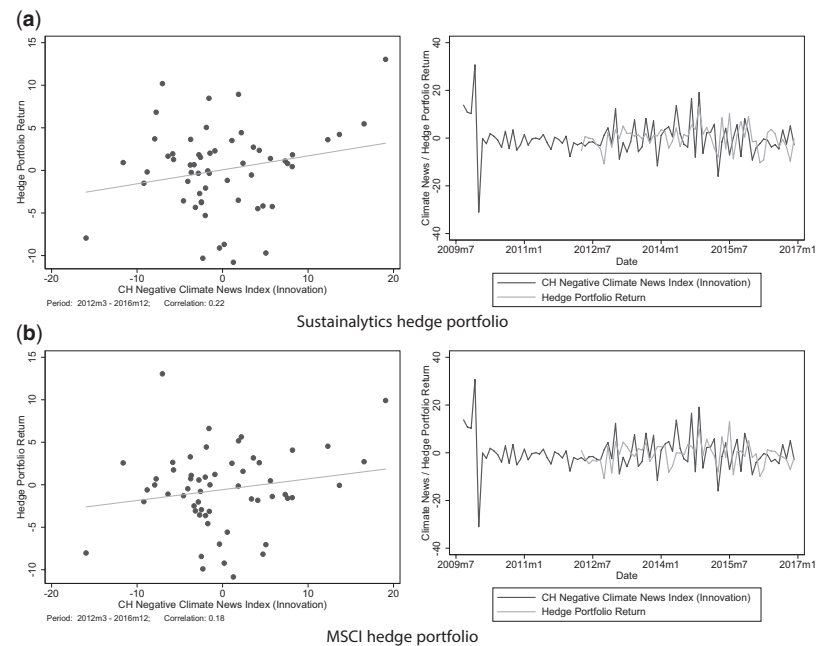 (a)
15
10
5
0
-5
-10
Hedge Portfolio Return
-20
-10
0
10
20
CH Negative Climate News Index (Innovation)
Period: 2012m3 - 2016m12; Correlation: 0.22
40
20
0
-20
-40
Climate News / Hedge Portfolio Return
2009m7
2011m1
2012m7
2014m1
2015m7
2017m1
Date
CH Negative Climate News Index (Innovation)
Hedge Portfolio Return
Sustainalytics hedge portfolio
(b)
15
10
5
0
-5
-10
Hedge Portfolio Return
-20
-10
0
10
20
CH Negative Climate News Index (Innovation)
Period: 2012m3 - 2016m12; Correlation: 0.18
40
20
0
-20
-40
Climate News / Hedge Portfolio Return
2009m7
2011m1
2012m7
2014m1
2015m7
2017m1
Date
CH Negative Climate News Index (Innovation)
Hedge Portfolio Return
MSCI hedge portfolio